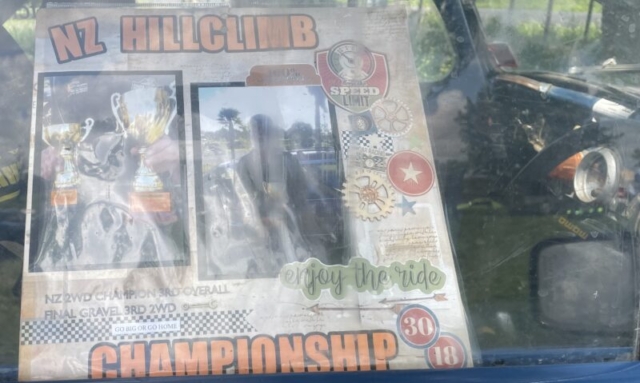 NZ HILLCLIMB
SPEED
LIMIT
enjoy the ride
NZ 2WD CHAMPION 3RD OVERALL
FINAL GRAVEL 3RD 2WD
GO BIG OR GO HOME
30
CHAMPIONSHIP
18